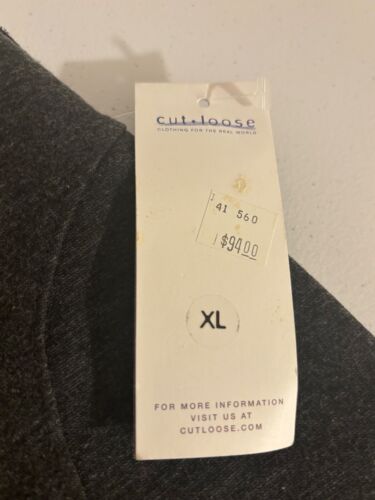 cut•loose
CLOTHING FOR THE REAL WORLD
41 560
$94.00
XL
FOR MORE INFORMATION
VISIT US AT
CUTLOOSE.COM